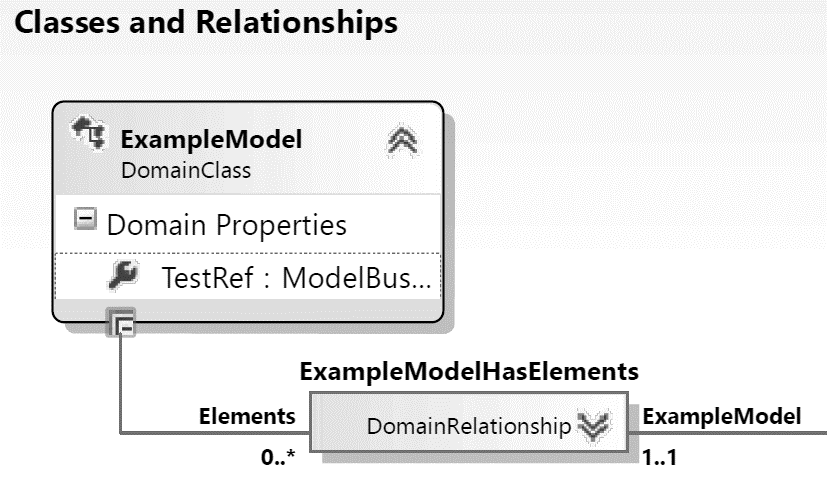 Classes and Relationships
ExampleModel
DomainClass
Domain Properties
TestRef : ModelBus...
ExampleModelHasElements
Elements
DomainRelationship
ExampleModel
0..*
1..1